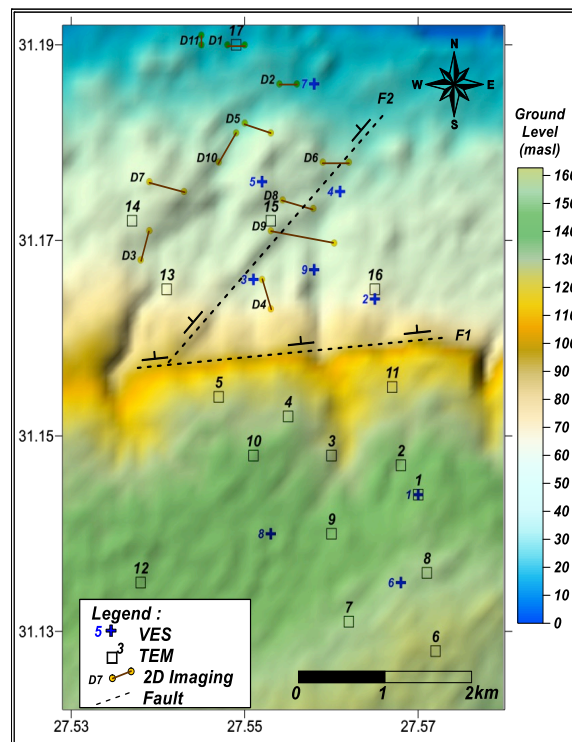 31.19
31.17
31.15
31.13
27.53 27.55 27.57
D11 D1 17
D2 7
F2
N
W E
S
D5
D10
D6
D7
5
4
D8
14
15
D9
D3
13
3
9
16
2
D4
F1
5
4
11
10
3
2
1
1
8
9
12
6
8
7
6
Ground
Level
(masl)
160
150
140
130
120
110
100
90
80
70
60
50
40
30
20
10
0
Legend :
5 VES
3 TEM
D7 2D Imaging
Fault
0 1 2km